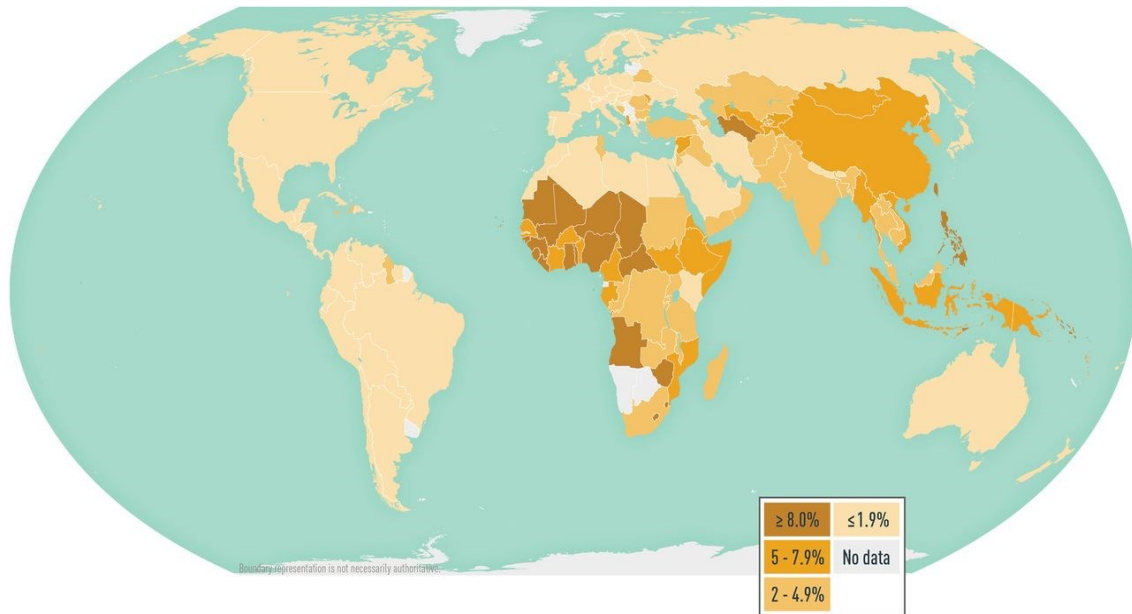 Boundary representation is not necessarily authoritative.
≥ 8.0% ≤1.9%
5 - 7.9% No data
2 - 4.9%